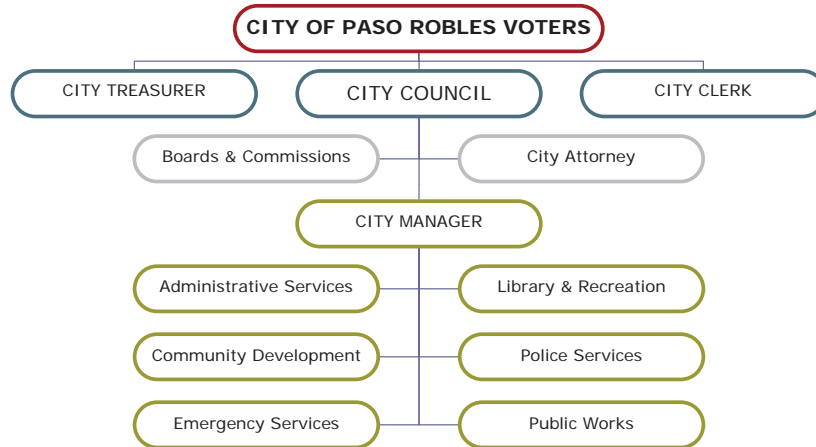 CITY OF PASO ROBLES VOTERS
CITY TREASURER
CITY COUNCIL
CITY CLERK
Boards & Commissions
City Attorney
CITY MANAGER
Administrative Services
Library & Recreation
Community Development
Police Services
Emergency Services
Public Works